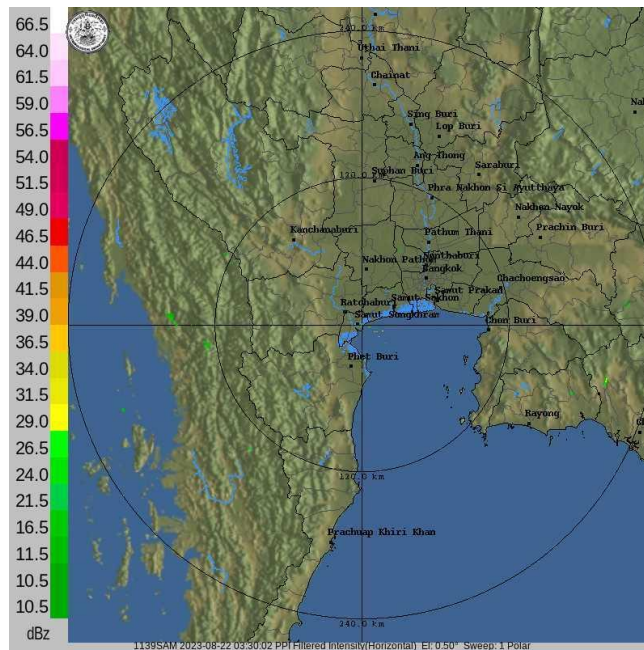 66.5
64.0
61.5
59.0
56.5
54.0
51.5
49.0
46.5
44.0
41.5
39.0
36.5
34.0
31.5
29.0
26.5
24.0
21.5
16.5
11.5
10.5
10.5
dBz
240.0 km
Uthai Thani
Chainat
Sing Buri
Lop Buri
Ang Thong
Saraburi
120.0 km
Suphan Buri
Phra Nakhon Si Ayutthaya
Nakhon Nayok
Kanchanaburi
Pathum Thani
Prachin Buri
Nonthaburi
Nakhon Pathom
Bangkok
Chachoengsao
Samut Prakan
Samut Sakhon
Ratchaburi
Samut Songkhram
Chon Buri
Phet Buri
Rayong
120.0 km
Prachuap Khiri Khan
240.0 km
1139SAM 2023-08-22 03:30:02 PPI Filtered Intensity(Horizontal) El: 0.50° Sweep: 1 Polar